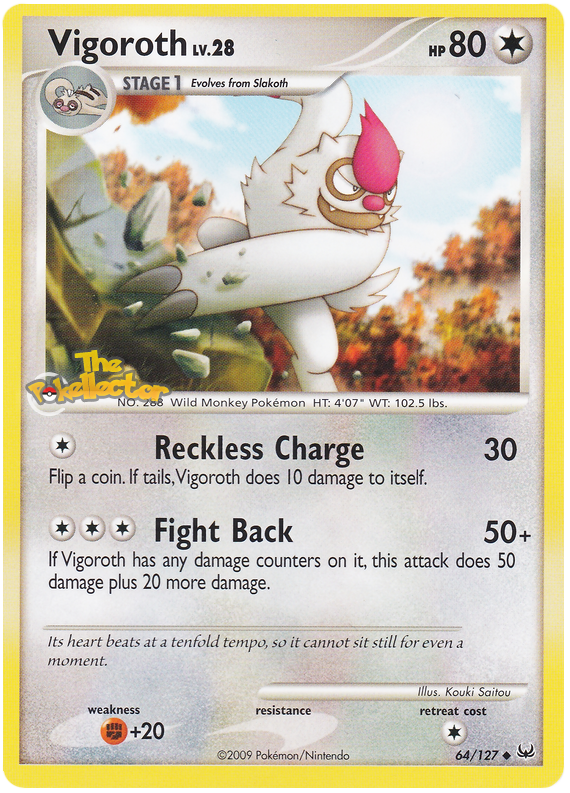 Vigoroth LV.28 HP 80
STAGE 1 Evolves from Slakoth
The
Pokellector
NO. 288 Wild Monkey Pokémon HT: 4'07" WT: 102.5 lbs.
Reckless Charge 30
Flip a coin. If tails, Vigoroth does 10 damage to itself.
Fight Back 50+
If Vigoroth has any damage counters on it, this attack does 50
damage plus 20 more damage.
Its heart beats at a tenfold tempo, so it cannot sit still for even a
moment.
Illus. Kouki Saitou
weakness resistance retreat cost
+20
©2009 Pokémon/Nintendo 64/127